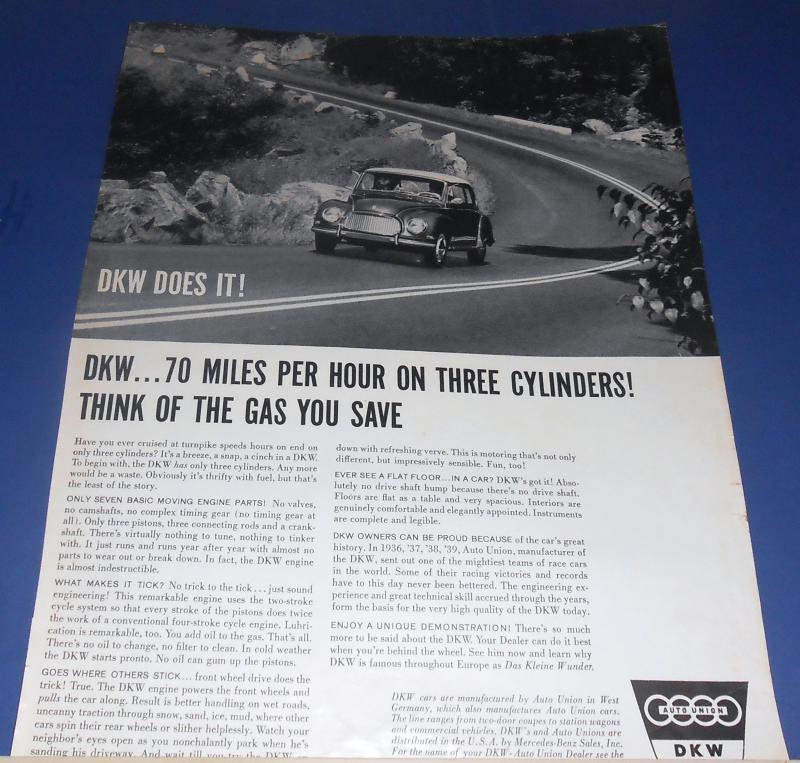 DKW DOES IT!
DKW...70 MILES PER HOUR ON THREE CYLINDERS!
THINK OF THE GAS YOU SAVE
Have you ever cruised at turnpike speeds hours on end on
only three cylinders? It's a breeze, a snap, a cinch in a DKW.
To begin with, the DKW has only three cylinders. Any more
would be a waste. Obviously it's thrifty with fuel, but that's
the least of the story.
ONLY SEVEN BASIC MOVING ENGINE PARTS! No valves,
no camshafts, no complex timing gear (no timing gear at
all). Only three pistons, three connecting rods and a crank-
shaft. There's virtually nothing to tune, nothing to tinker
with. It just runs and runs year after year with almost no
parts to wear out or break down. In fact, the DKW engine
is almost indestructible.
WHAT MAKES IT TICK? No trick to the tick...just sound
engineering! This remarkable engine uses the two-stroke
cycle system so that every stroke of the pistons does twice
the work of a conventional four-stroke cycle engine. Lubri-
cation is remarkable, too. You add oil to the gas. That's all.
There's no oil to change, no filter to clean. In cold weather
the DKW starts pronto. No oil can gum up the pistons.
GOES WHERE OTHERS STICK...front wheel drive does the
trick! True. The DKW engine powers the front wheels and
pulls the car along. Result is better handling on wet roads,
uncanny traction through snow, sand, ice, mud, where other
cars spin their rear wheels or slither helplessly. Watch your
neighbor's eyes open as you nonchalantly park when he's
sanding his driveway. And wait till you try the DKW on
down with refreshing verve. This is motoring that's not only
different, but impressively sensible. Fun, too!
EVER SEE A FLAT FLOOR...IN A CAR? DKW's got it! Abso-
lutely no drive shaft hump because there's no drive shaft.
Floors are flat as a table and very spacious. Interiors are
genuinely comfortable and elegantly appointed. Instruments
are complete and legible.
DKW OWNERS CAN BE PROUD BECAUSE of the car's great
history. In 1936, '37, '38, '39, Auto Union, manufacturer of
the DKW, sent out one of the mightiest teams of race cars
in the world. Some of their racing victories and records
have to this day never been bettered. The engineering ex-
perience and great technical skill accrued through the years,
form the basis for the very high quality of the DKW today.
ENJOY A UNIQUE DEMONSTRATION! There's so much
more to be said about the DKW. Your Dealer can do it best
when you're behind the wheel. See him now and learn why
DKW is famous throughout Europe as Das Kleine Wunder.
DKW cars are manufactured by Auto Union in West
Germany, which also manufactures Auto Union cars.
The line ranges from two-door coupes to station wagons
and commercial vehicles. DKW's and Auto Unions are
distributed in the U.S.A. by Mercedes-Benz Sales, Inc.
For the name of your DKW-Auto Union Dealer see the
AUTO UNION
DKW